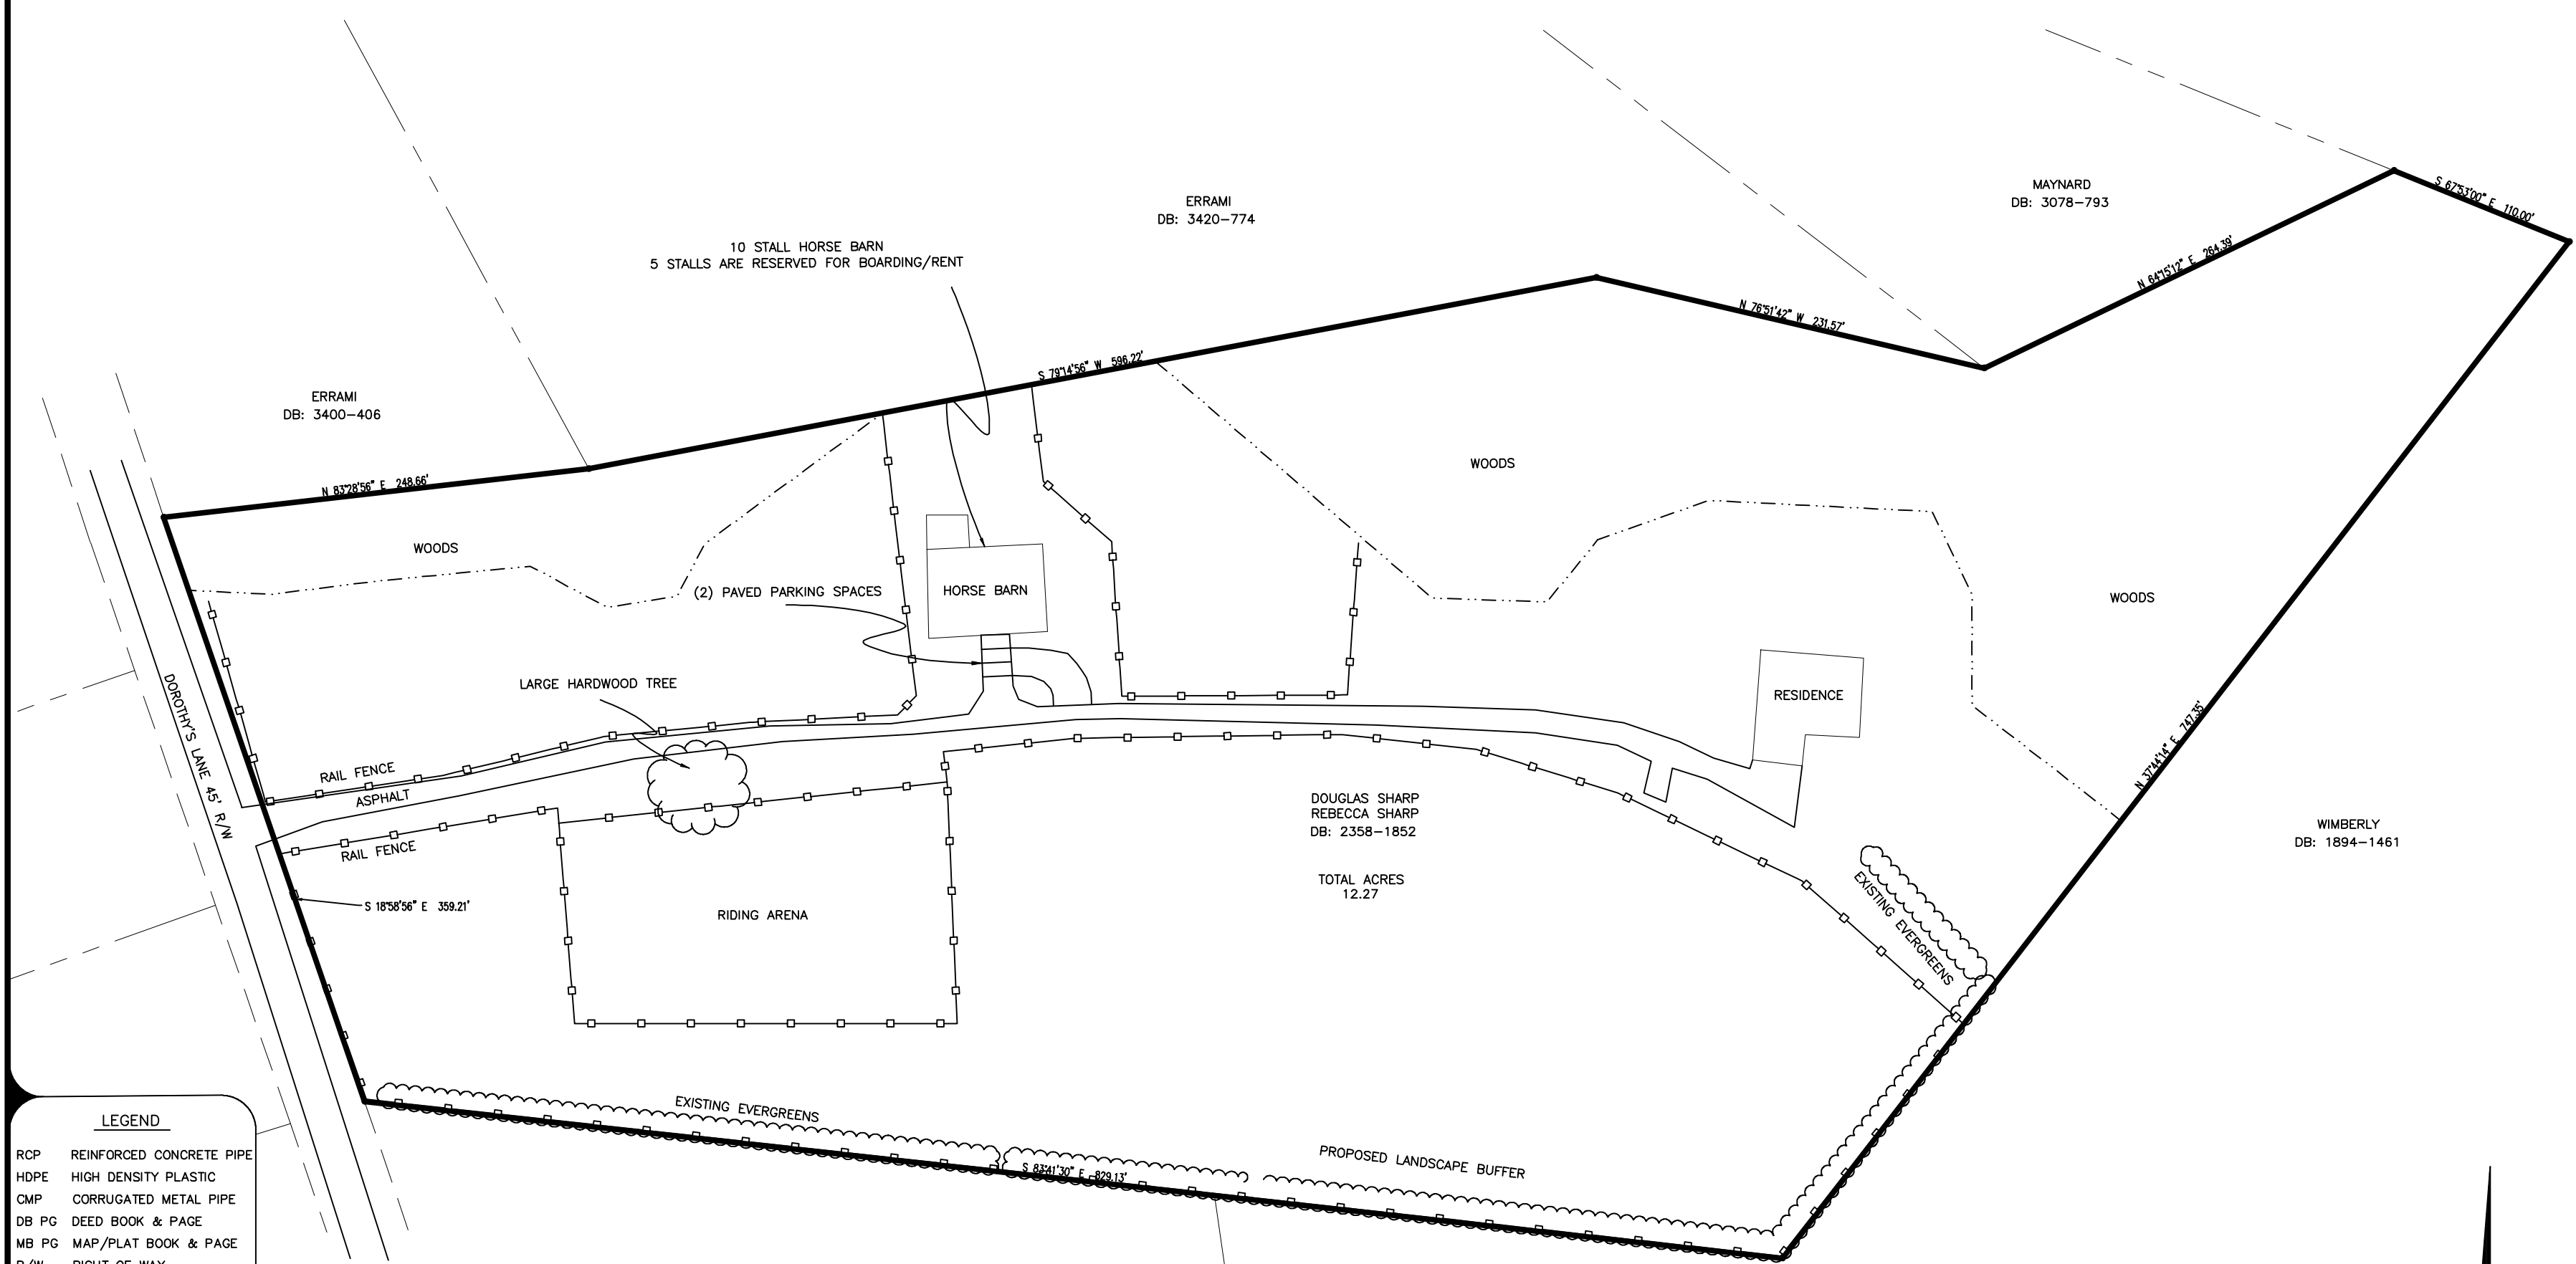 MAYNARD
DB: 3078-793
S 67°53'00" E 110.00'
ERRAMI
DB: 3420-774
10 STALL HORSE BARN
5 STALLS ARE RESERVED FOR BOARDING/RENT
N 64°15'12" E 264.39'
N 76°51'42" W 231.57'
S 79°14'56" W 596.22'
ERRAMI
DB: 3400-406
N 83°28'56" E 248.66'
WOODS
WOODS
WOODS
(2) PAVED PARKING SPACES
HORSE BARN
LARGE HARDWOOD TREE
RESIDENCE
DOROTHY'S LANE 45' R/W
N 37°44'14" E 747.35'
RAIL FENCE
ASPHALT
RAIL FENCE
DOUGLAS SHARP
REBECCA SHARP
DB: 2358-1852
TOTAL ACRES
12.27
WIMBERLY
DB: 1894-1461
S 18°58'56" E 359.21'
RIDING ARENA
EXISTING EVERGREENS
EXISTING EVERGREENS
S 83°41'30" E 829.13'
PROPOSED LANDSCAPE BUFFER
LEGEND
RCP REINFORCED CONCRETE PIPE
HDPE HIGH DENSITY PLASTIC
CMP CORRUGATED METAL PIPE
DB PG DEED BOOK & PAGE
MB PG MAP/PLAT BOOK & PAGE
R/W RIGHT OF WAY